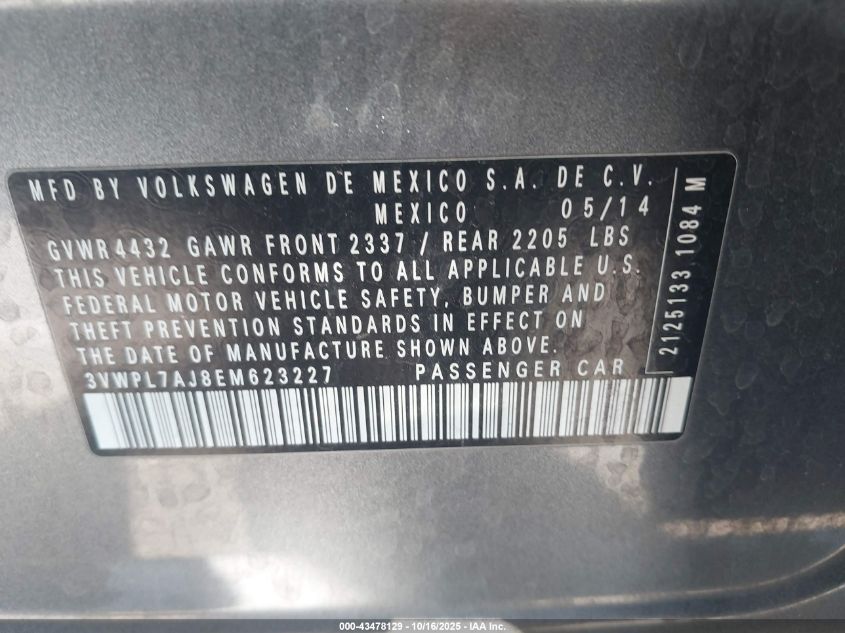 MFD BY VOLKSWAGEN DE MEXICO S.A. DE C.V.
MEXICO 05/14
GVWR4432 GAWR FRONT 2337 / REAR 2205 LBS
THIS VEHICLE CONFORMS TO ALL APPLICABLE U.S.
FEDERAL MOTOR VEHICLE SAFETY, BUMPER AND
THEFT PREVENTION STANDARDS IN EFFECT ON
THE DATE OF MANUFACTURE SHOWN ABOVE.
3VWPL7AJ8EM623227 PASSENGER CAR
2125133 1084 M
000-43478129 - 10/16/2025 - IAA Inc.